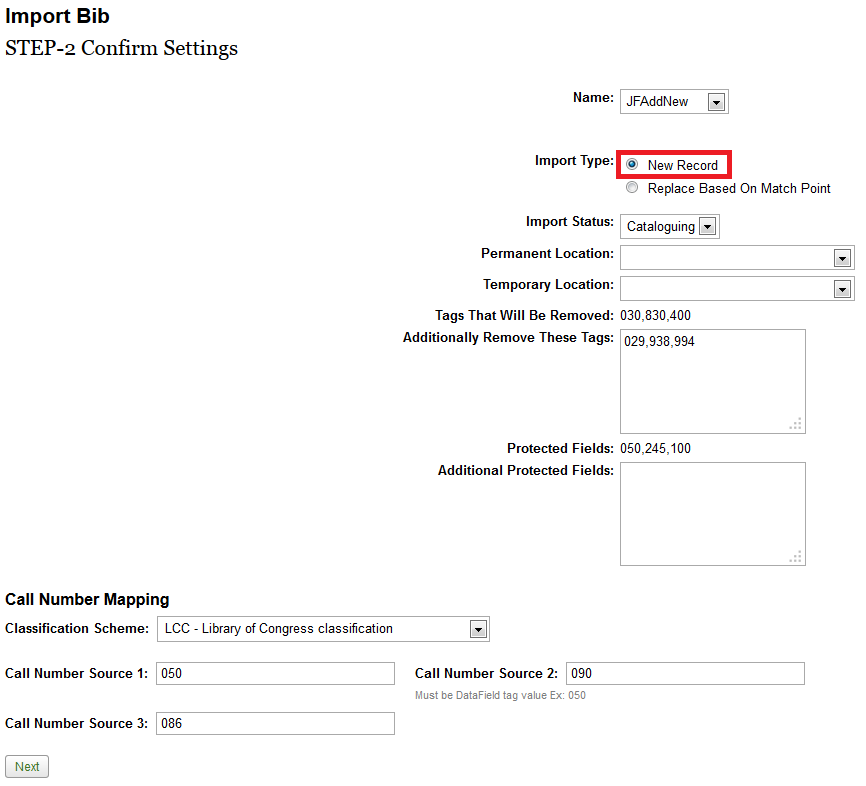 Import Bib
STEP-2 Confirm Settings
Name: JFAddNew
Import Type: New Record
Replace Based On Match Point
Import Status: Cataloguing
Permanent Location:
Temporary Location:
Tags That Will Be Removed: 030,830,400
Additionally Remove These Tags: 029,938,994
Protected Fields: 050,245,100
Additional Protected Fields:
Call Number Mapping
Classification Scheme: LCC - Library of Congress classification
Call Number Source 1: 050 Call Number Source 2: 090
Must be DataField tag value Ex: 050
Call Number Source 3: 086
Next